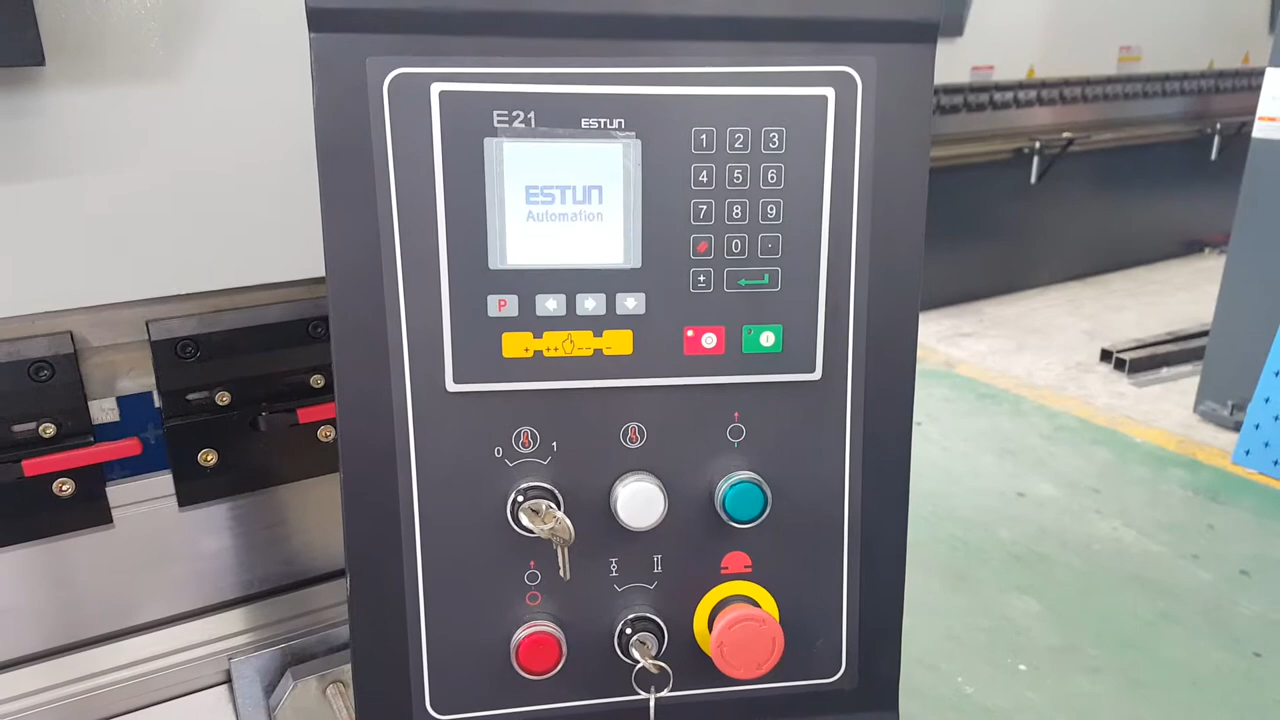 E21 ESTUN
ESTUN
Automation
1 2 3
4 5 6
7 8 9
0 .
±
P
+ ++ -- -
0 1